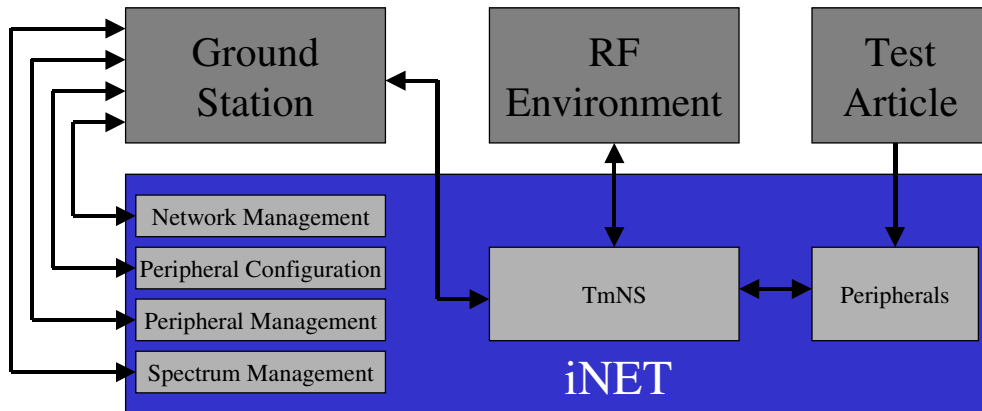 Ground
Station
RF
Environment
Test
Article
Network Management
Peripheral Configuration
Peripheral Management
Spectrum Management
TmNS
Peripherals
iNET